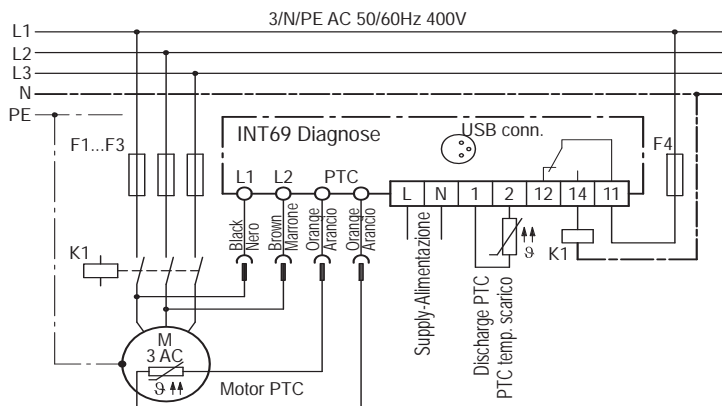 3/N/PE AC 50/60Hz 400V
L1
L2
L3
N
PE
INT69 Diagnose
USB conn.
F1...F3
F4
L1 L2 PTC
L N 1 2 12 14 11
Black
Nero
Brown
Marrone
Orange
Arancio
Orange
Arancio
K1
K1
Supply-Alimentazione
Discharge PTC
PTC temp. scarico
ϑ
M
3 AC
ϑ
Motor PTC